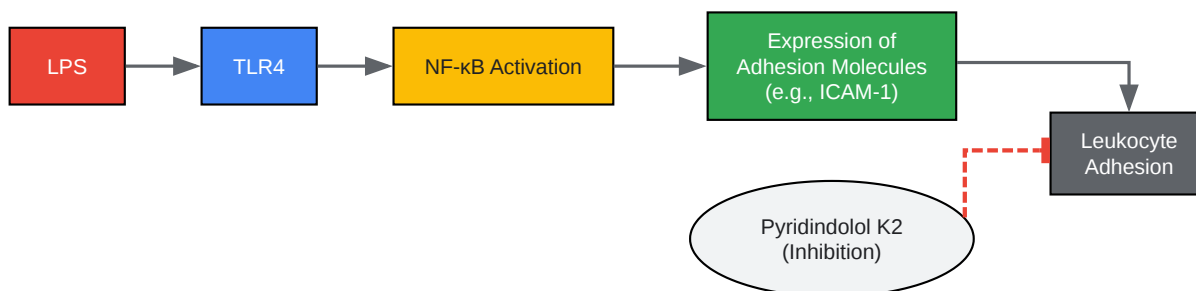 LPS
TLR4
NF-κB Activation
Expression of
Adhesion Molecules
(e.g., ICAM-1)
Leukocyte
Adhesion
Pyridindolol K2
(Inhibition)